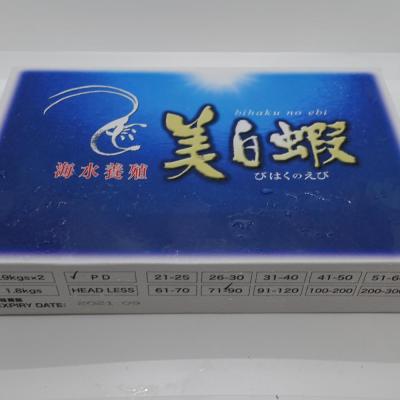 bihaku no ebi
美白蝦
海水養殖
びはくのえび
.9kgs×2 ✓ PD 21-25 26-30 31-40 41-50 51-6
1.8kgs HEAD LESS 61-70 71-90 91-120 100-200 200-300
EXPIRY DATE: 2021 09